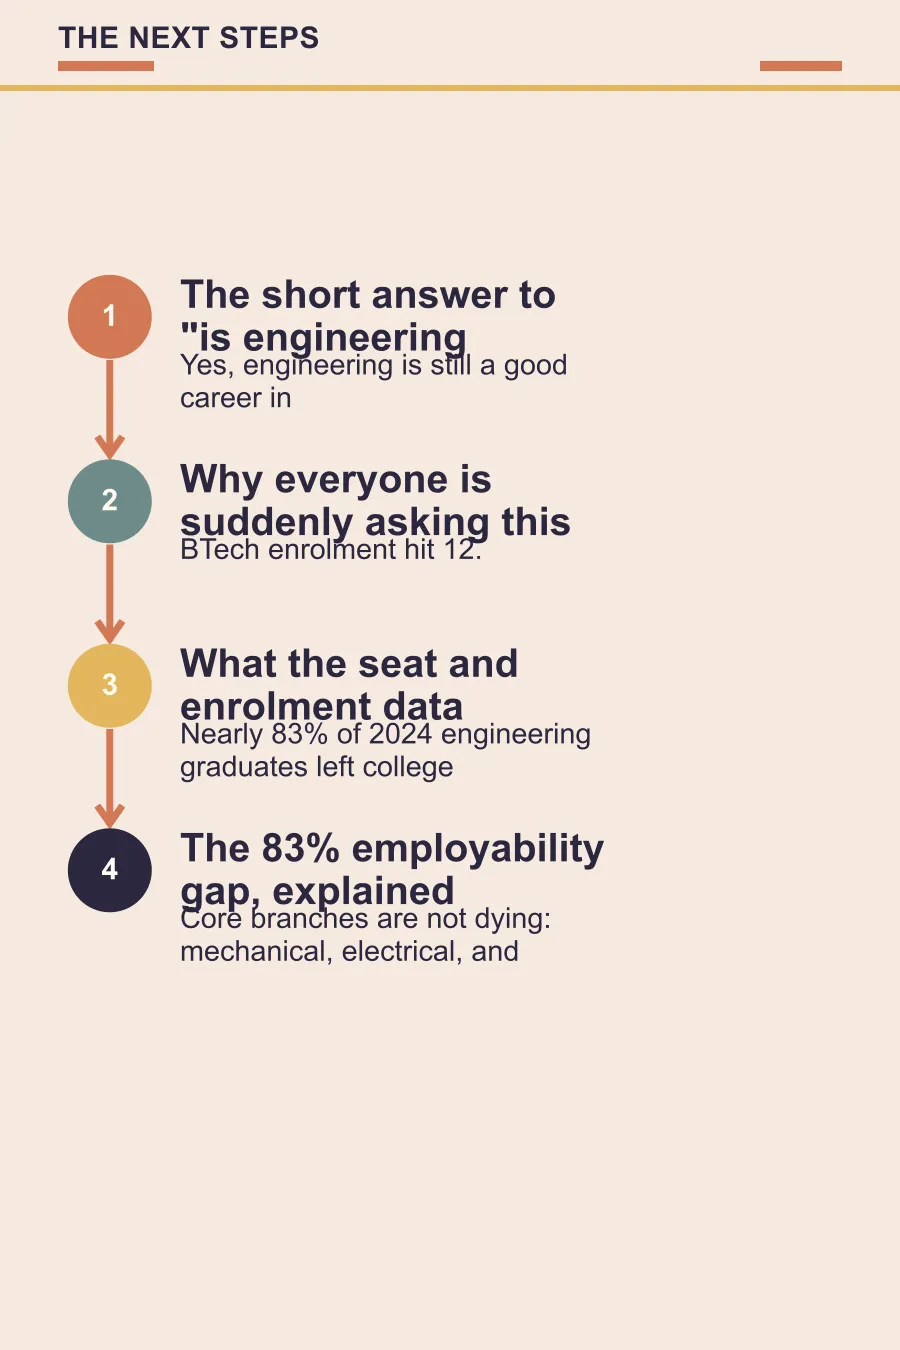 THE NEXT STEPS
1
The short answer to
"is engineering
Yes, engineering is still a good
career in
2
Why everyone is
suddenly asking this
BTech enrolment hit 12.
3
What the seat and
enrolment data
Nearly 83% of 2024 engineering
graduates left college
4
The 83% employability
gap, explained
Core branches are not dying:
mechanical, electrical, and